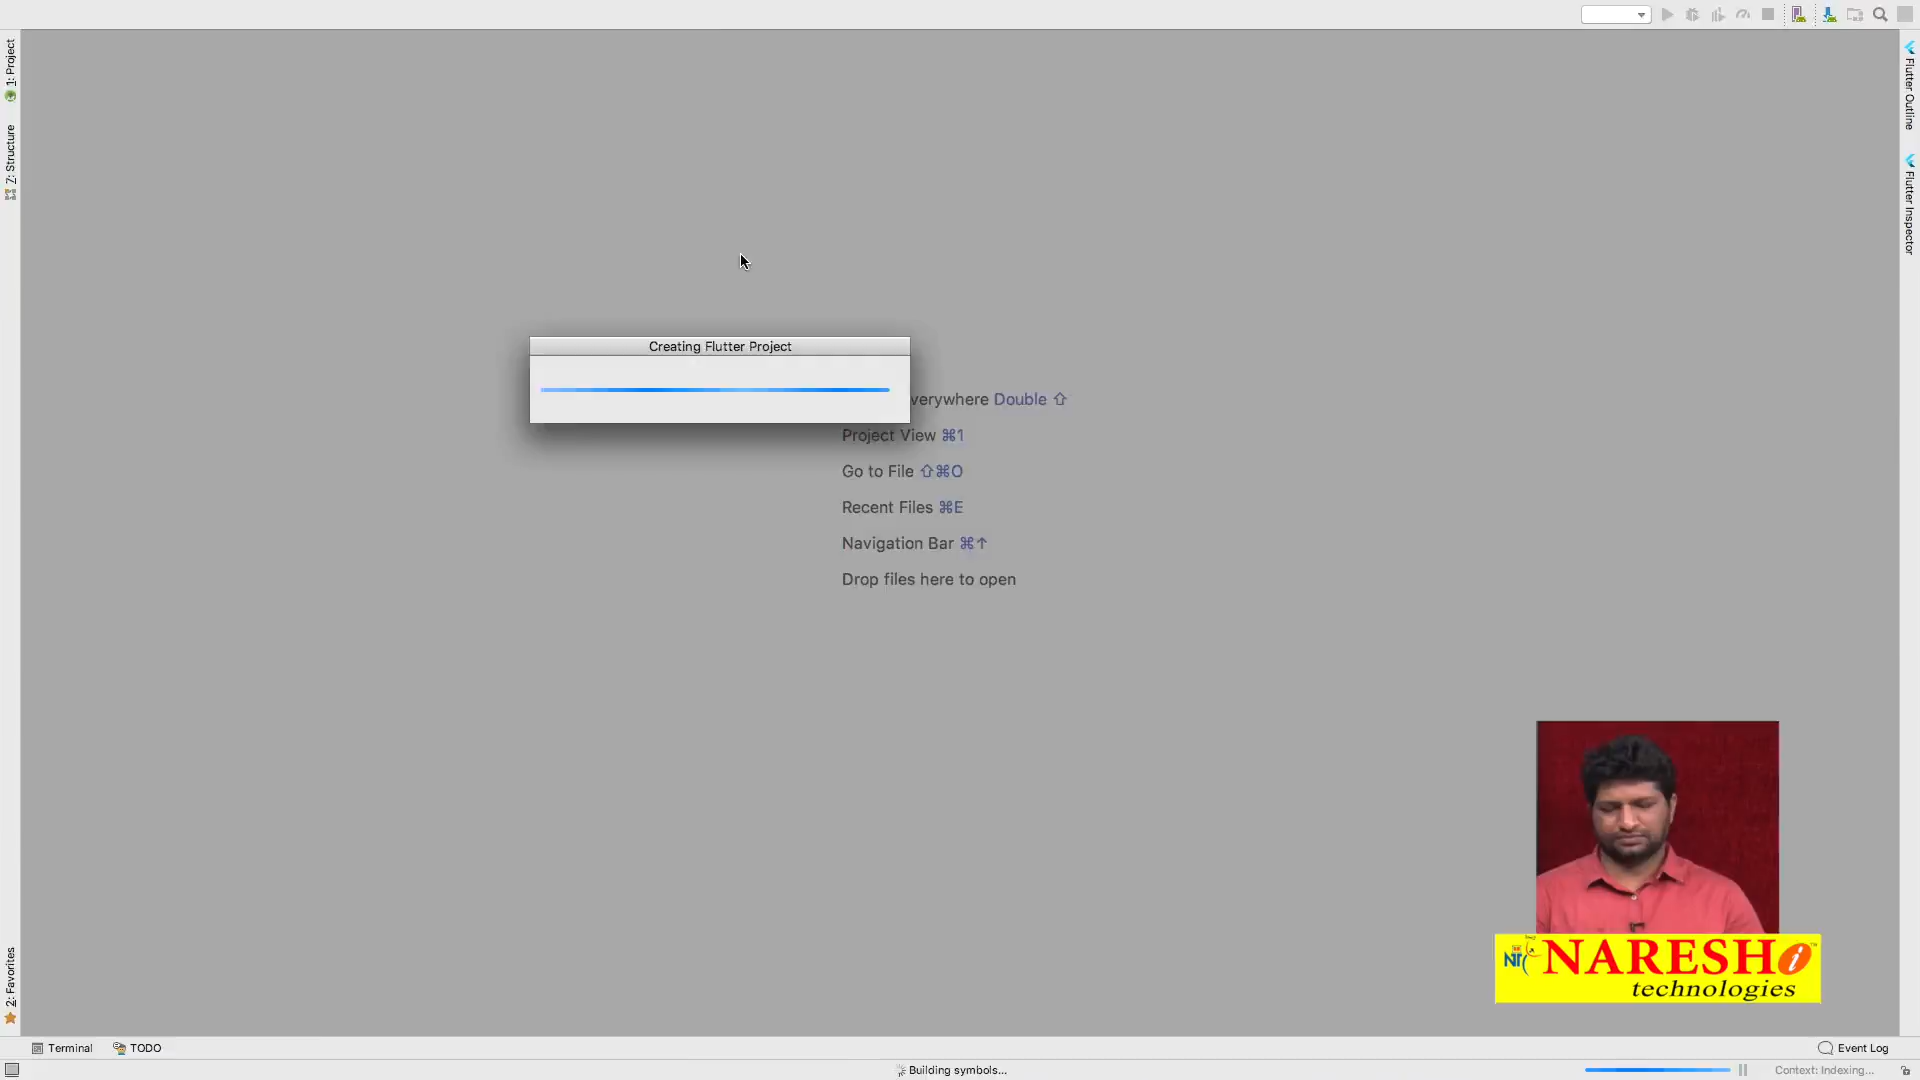 1: Project
Z: Structure
Flutter Outline
Flutter Inspector
Creating Flutter Project
verywhere Double ⇧
Project View ⌘1
Go to File ⇧⌘O
Recent Files ⌘E
Navigation Bar ⌘↑
Drop files here to open
2: Favorites
NARESH i
technologies
Terminal
TODO
Event Log
Building symbols...
Context: Indexing...